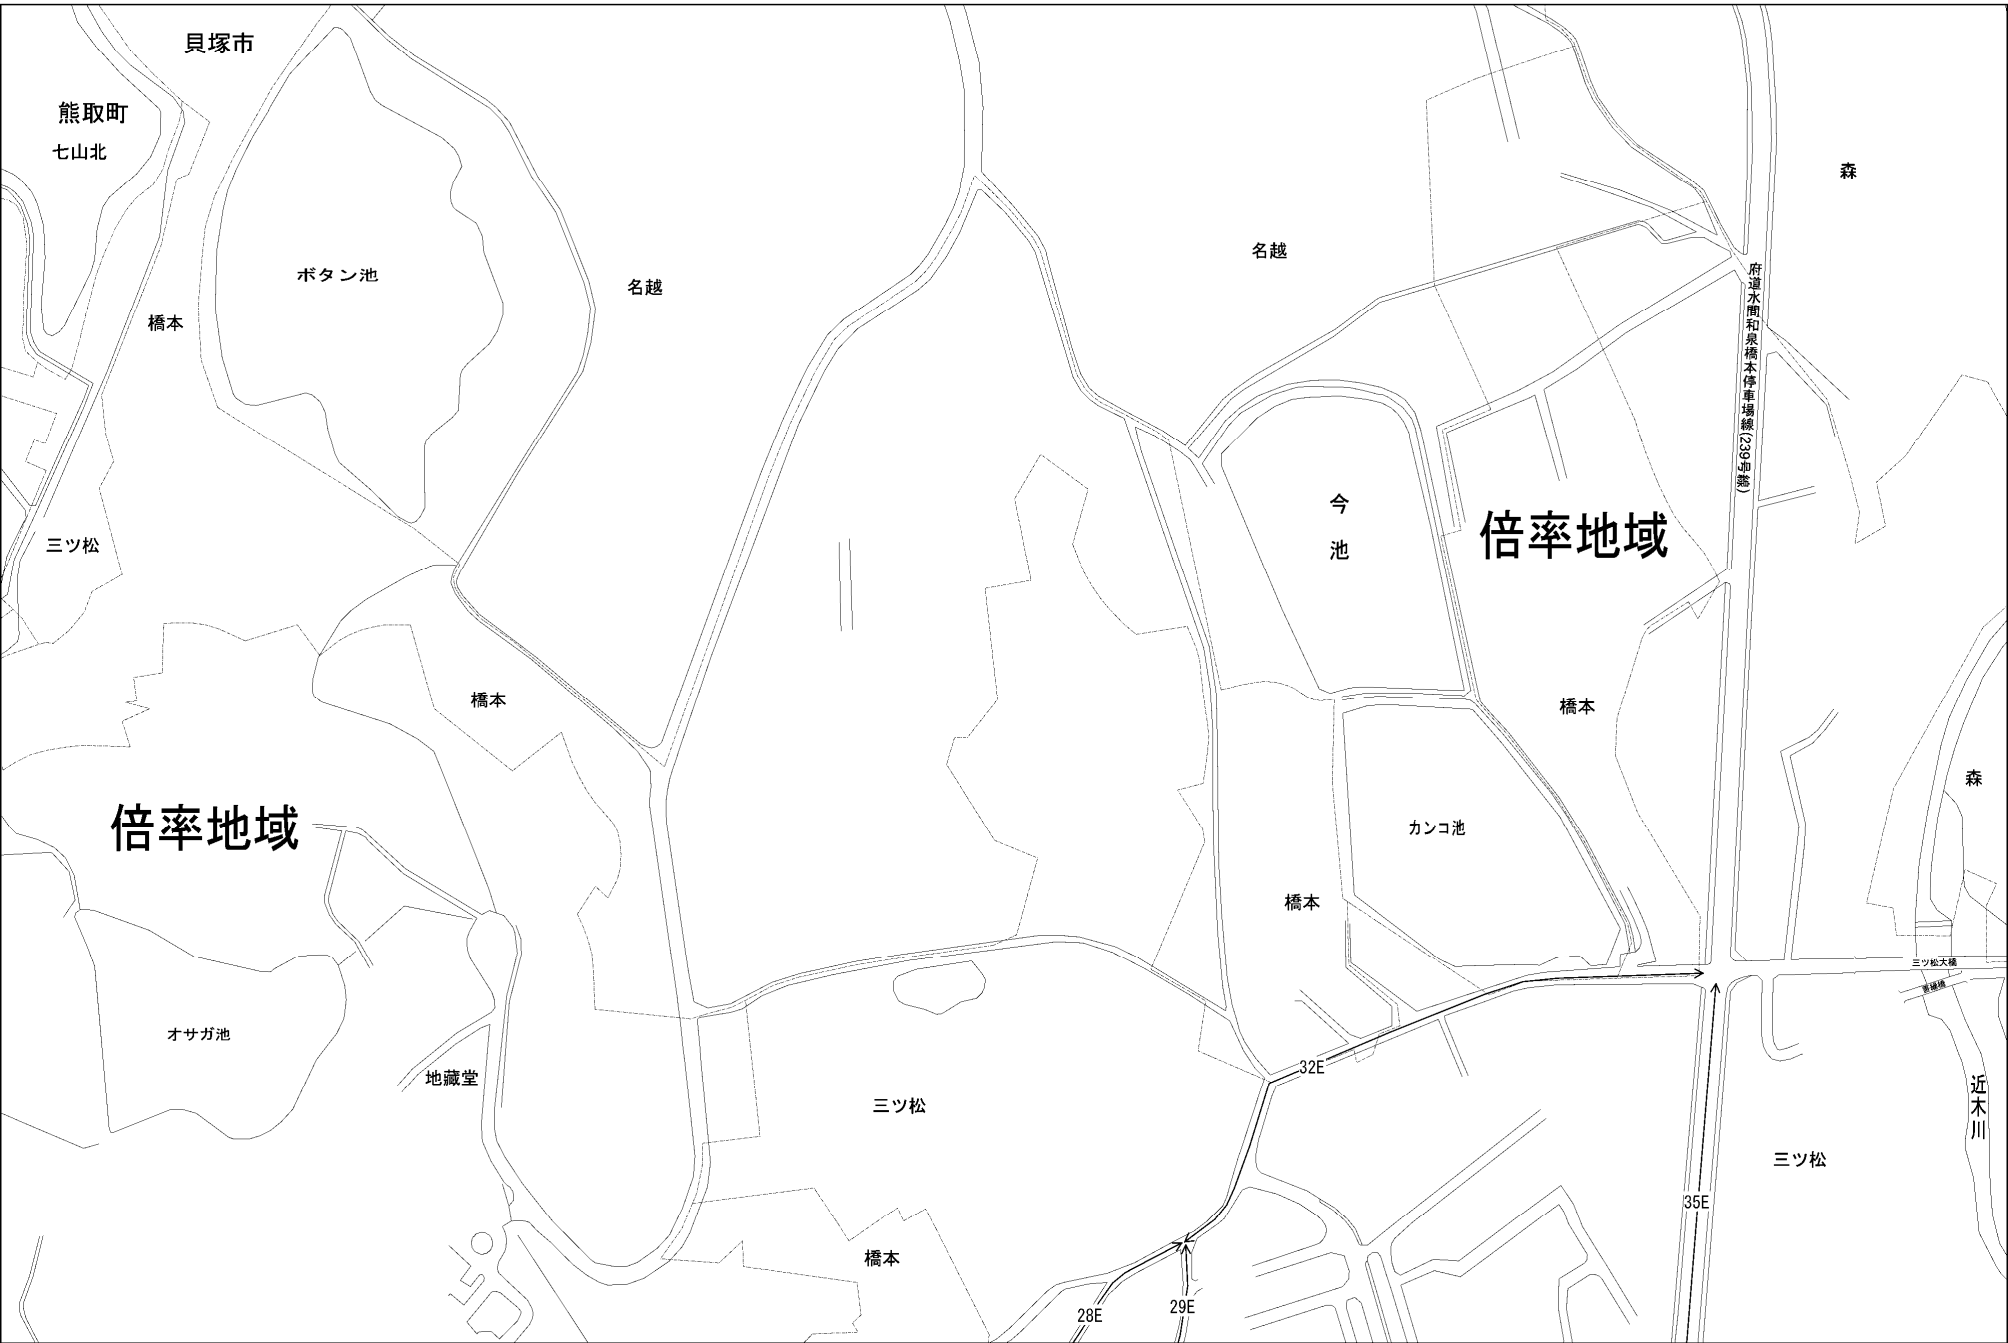 貝塚市
熊取町
七山北
森
名越
府道水間和泉橋本停車場線(239号線)
ボタン池
名越
橋本
今池
倍率地域
三ツ松
橋本
橋本
森
倍率地域
カンコ池
橋本
三ツ松大橋
オサガ池
32E
地蔵堂
三ツ松
近木川
三ツ松
35E
橋本
28E
29E